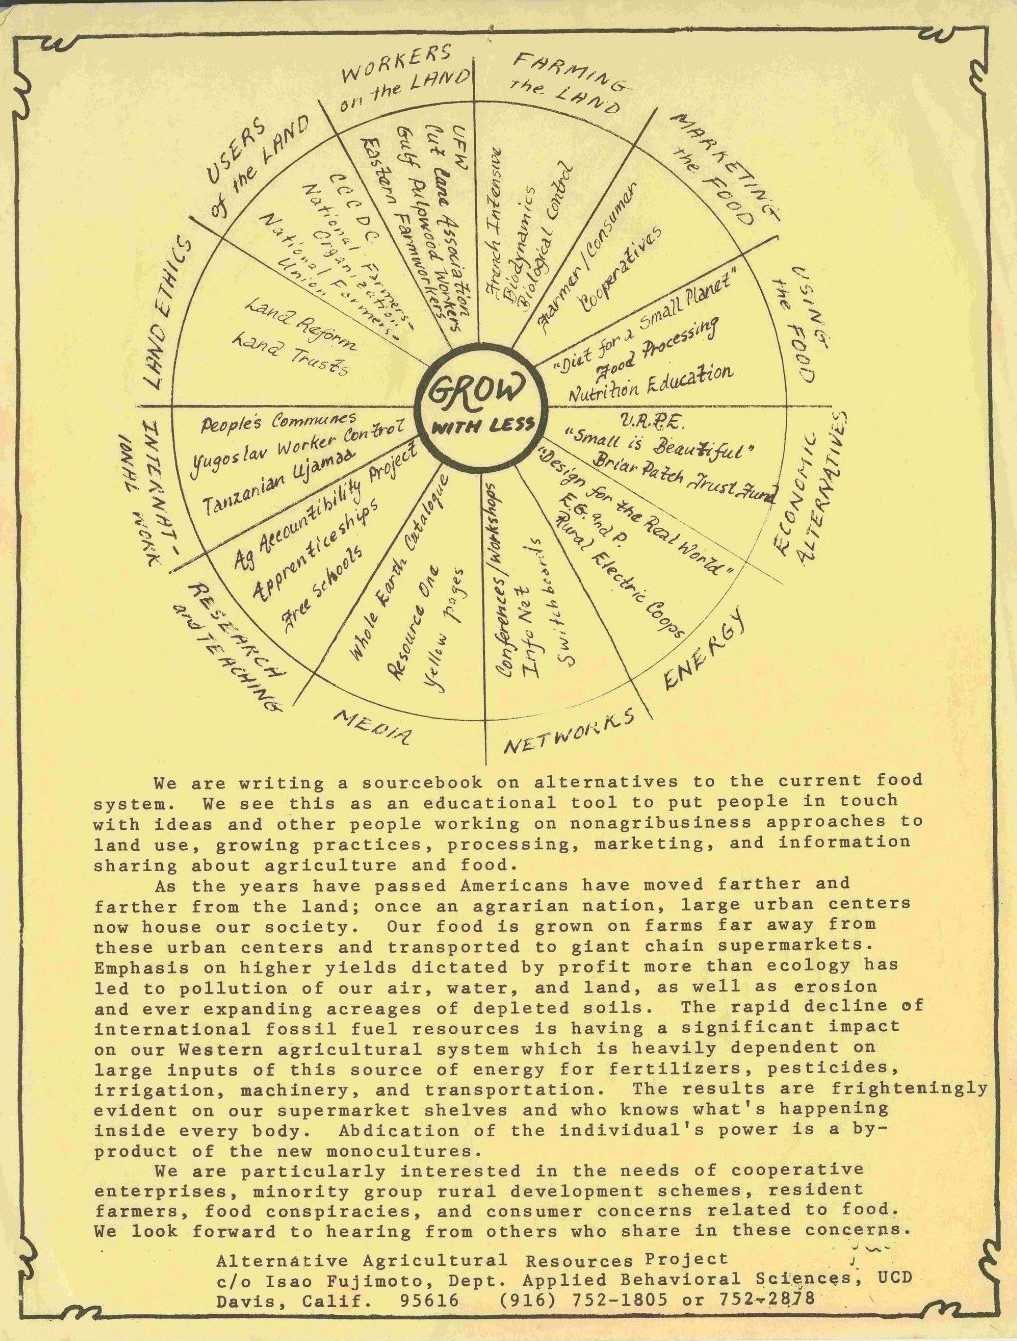 WORKERS
on the LAND
UFW
Cut Cane Association
Gulf Pulpwood Workers
Eastern Farmworkers
FARMING
the LAND
French Intensive
Biodynamics
Biological Control
MARKETING
the FOOD
Farmer/Consumer
Cooperatives
USING
the FOOD
"Diet for a Small Planet"
Food Processing
Nutrition Education
ECONOMIC
ALTERNATIVES
U.R.P.E.
"Small is Beautiful"
Briar Patch Trust Fund
ENERGY
"Design for the Real World"
E.G. and P.
Rural Electric Coops
NETWORKS
Conferences/Workshops
Info Net
Switchboards
MEDIA
Whole Earth Catalogue
Resource One
Yellow pages
RESEARCH
and TEACHING
Ag Accountibility Project
Apprenticeships
Free Schools
INTERNAT-
IONAL
WORK
People's Communes
Yugoslav Worker Control
Tanzanian Ujamaa
LAND ETHICS
Land Reform
Land Trusts
USERS
of the LAND
CCCDC
National Farmers-
Organization
National Farmers-
Union
GROW
WITH LESS
We are writing a sourcebook on alternatives to the current food
system. We see this as an educational tool to put people in touch
with ideas and other people working on nonagribusiness approaches to
land use, growing practices, processing, marketing, and information
sharing about agriculture and food.
As the years have passed Americans have moved farther and
farther from the land; once an agrarian nation, large urban centers
now house our society. Our food is grown on farms far away from
these urban centers and transported to giant chain supermarkets.
Emphasis on higher yields dictated by profit more than ecology has
led to pollution of our air, water, and land, as well as erosion
and ever expanding acreages of depleted soils. The rapid decline of
international fossil fuel resources is having a significant impact
on our Western agricultural system which is heavily dependent on
large inputs of this source of energy for fertilizers, pesticides,
irrigation, machinery, and transportation. The results are frighteningly
evident on our supermarket shelves and who knows what's happening
inside every body. Abdication of the individual's power is a by-
product of the new monocultures.
We are particularly interested in the needs of cooperative
enterprises, minority group rural development schemes, resident
farmers, food conspiracies, and consumer concerns related to food.
We look forward to hearing from others who share in these concerns.
Alternative Agricultural Resources Project
c/o Isao Fujimoto, Dept. Applied Behavioral Sciences, UCD
Davis, Calif. 95616 (916) 752-1805 or 752-2878